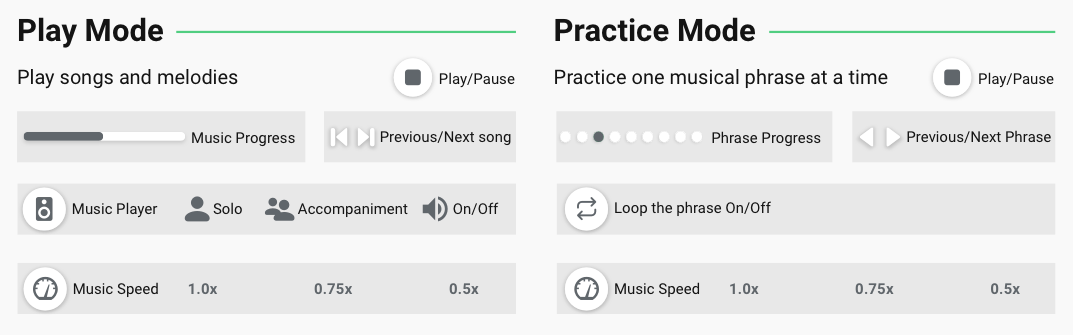 Play Mode
Play songs and melodies
Play/Pause
Music Progress
Previous/Next song
Music Player
Solo
Accompaniment
On/Off
Music Speed
1.0x
0.75x
0.5x
Practice Mode
Practice one musical phrase at a time
Play/Pause
Phrase Progress
Previous/Next Phrase
Loop the phrase On/Off
Music Speed
1.0x
0.75x
0.5x